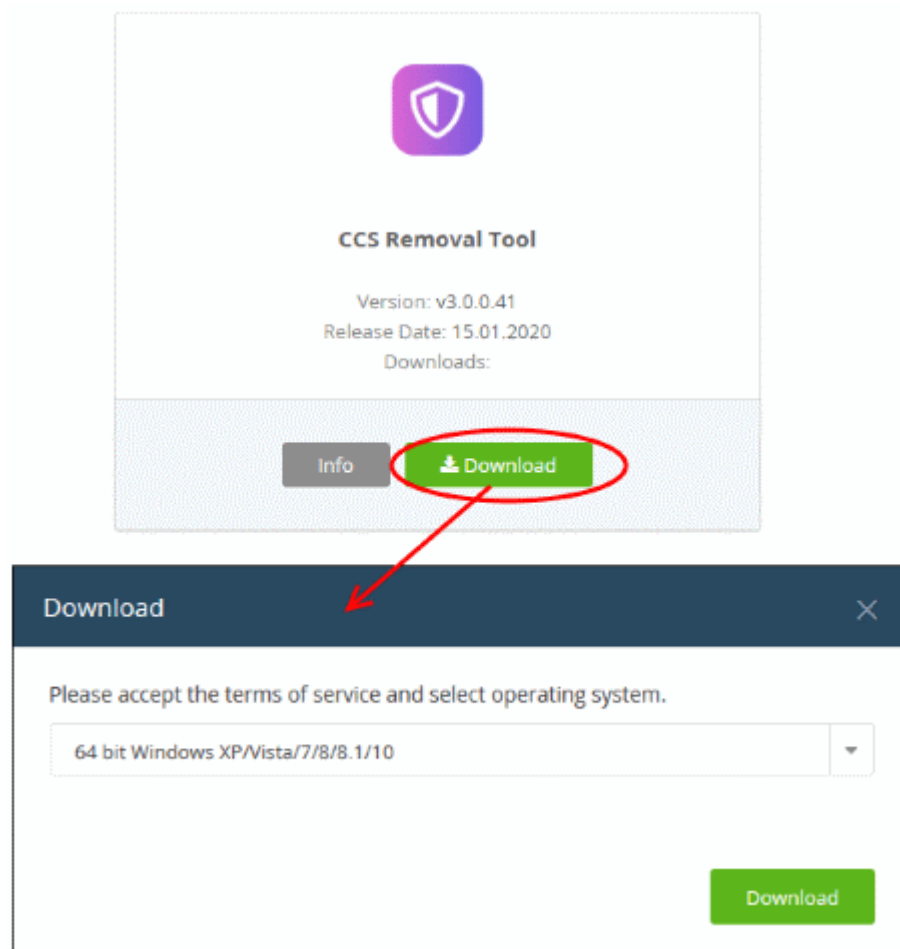 CCS Removal Tool
Version: v3.0.0.41
Release Date: 15.01.2020
Downloads:
Info
Download
Download
Please accept the terms of service and select operating system.
64 bit Windows XP/Vista/7/8/8.1/10
Download